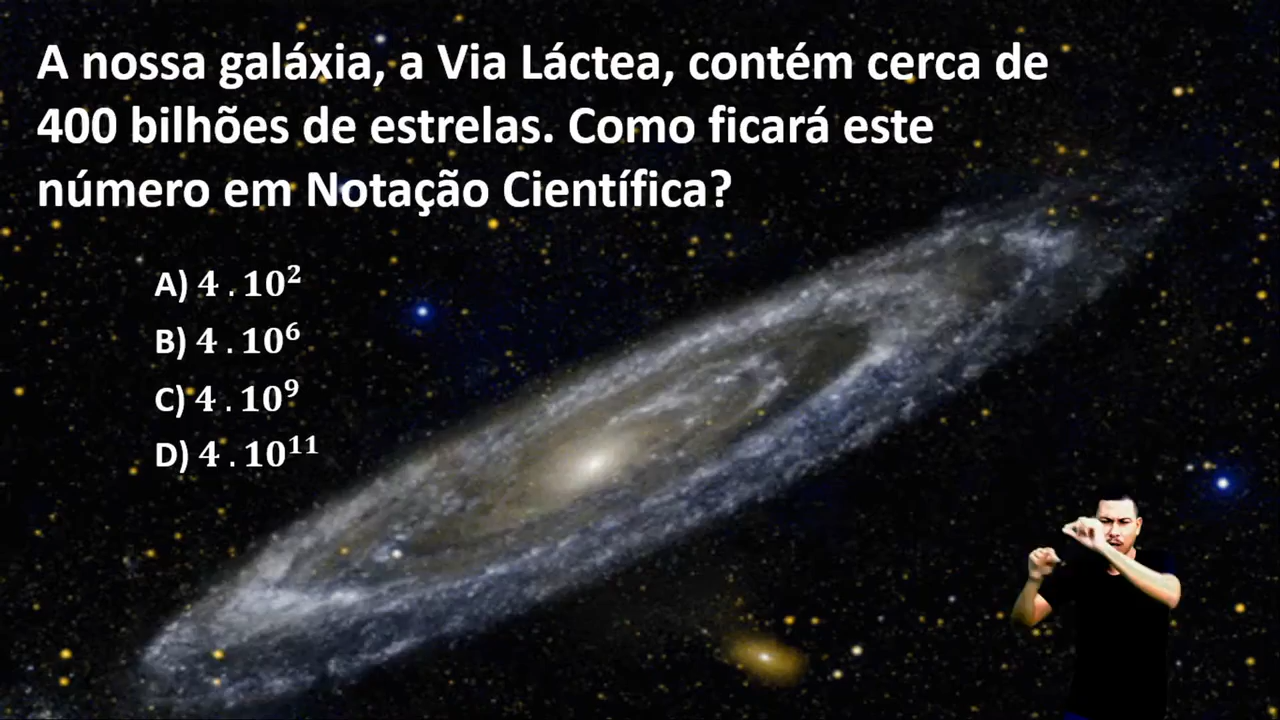 A nossa galáxia, a Via Láctea, contém cerca de
400 bilhões de estrelas. Como ficará este
número em Notação Científica?
A) 4 . 10²
B) 4 . 10⁶
C) 4 . 10⁹
D) 4 . 10¹¹